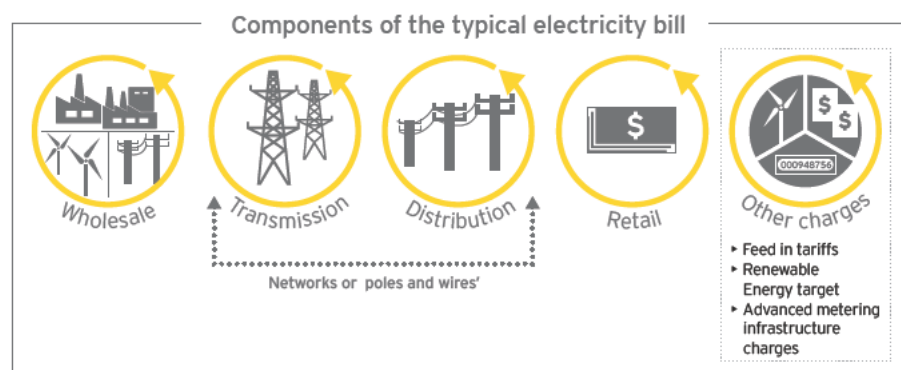 Components of the typical electricity bill
$
$
$
000948756
Wholesale
Transmission
Distribution
Retail
Other charges
Networks or poles and wires'
‣ Feed in tariffs
‣ Renewable
Energy target
‣ Advanced metering
infrastructure
charges